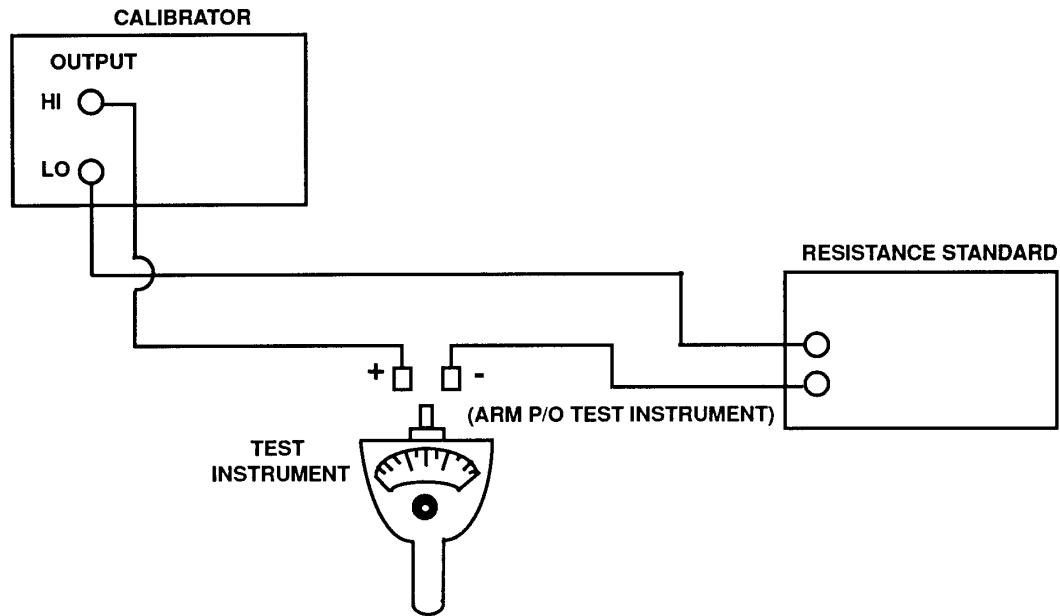 CALIBRATOR
OUTPUT
HI
LO
RESISTANCE STANDARD
+
-
(ARM P/O TEST INSTRUMENT)
TEST
INSTRUMENT